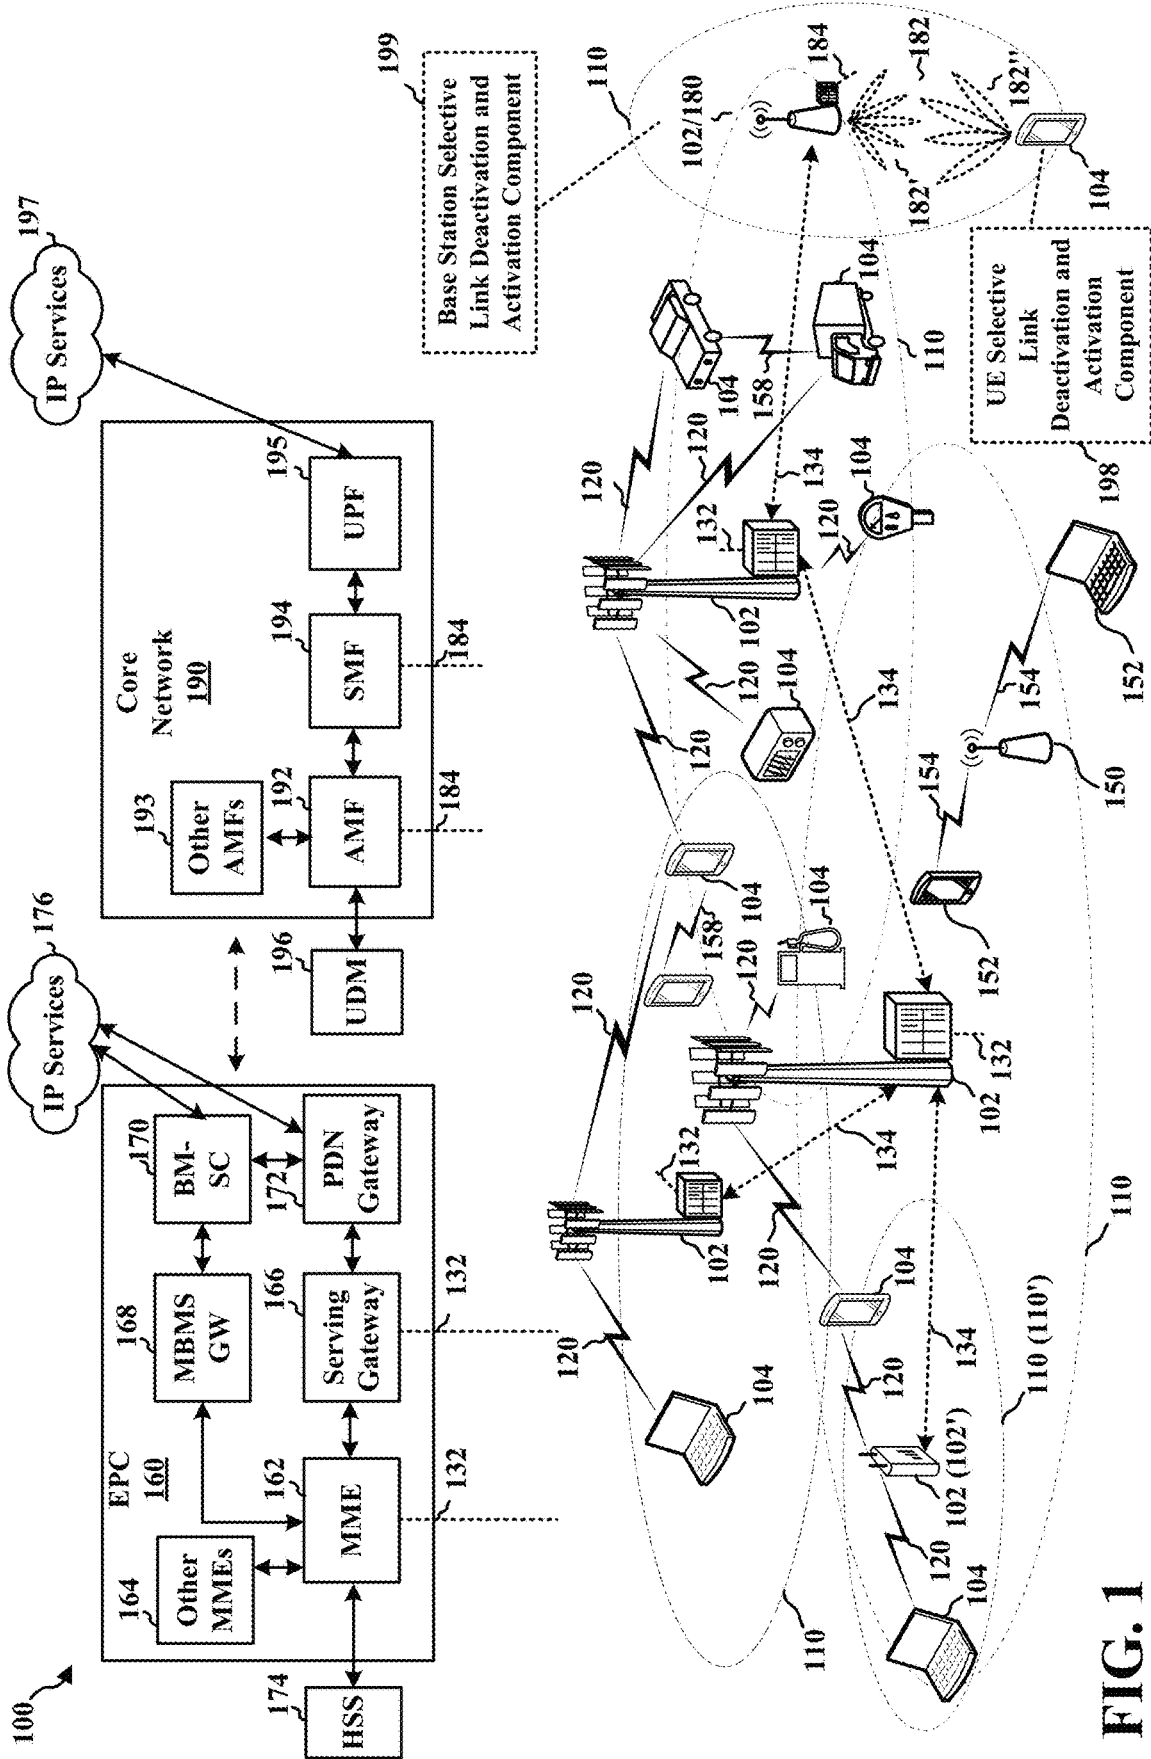 100
176
197
IP Services
IP Services
EPC
160
164
Other
MMEs
168
MBMS
GW
170
BM-
SC
174
HSS
162
MME
166
Serving
Gateway
172
PDN
Gateway
132
132
Core
Network
190
193
Other
AMFs
196
UDM
192
AMF
194
SMF
195
UPF
184
184
199
Base Station Selective
Link Deactivation and
Activation Component
110
120
120
120
120
120
104
102
132
134
104
158
104
120
158
104
120
104
132
102
104
120
134
120
104
158
104
110
102/180
184
182
182'
182''
104
UE Selective
Link
Deactivation and
Activation
Component
198
110
104
120
102 (102')
120
104
134
110 (110')
102
132
134
152
154
150
154
152
110
FIG. 1